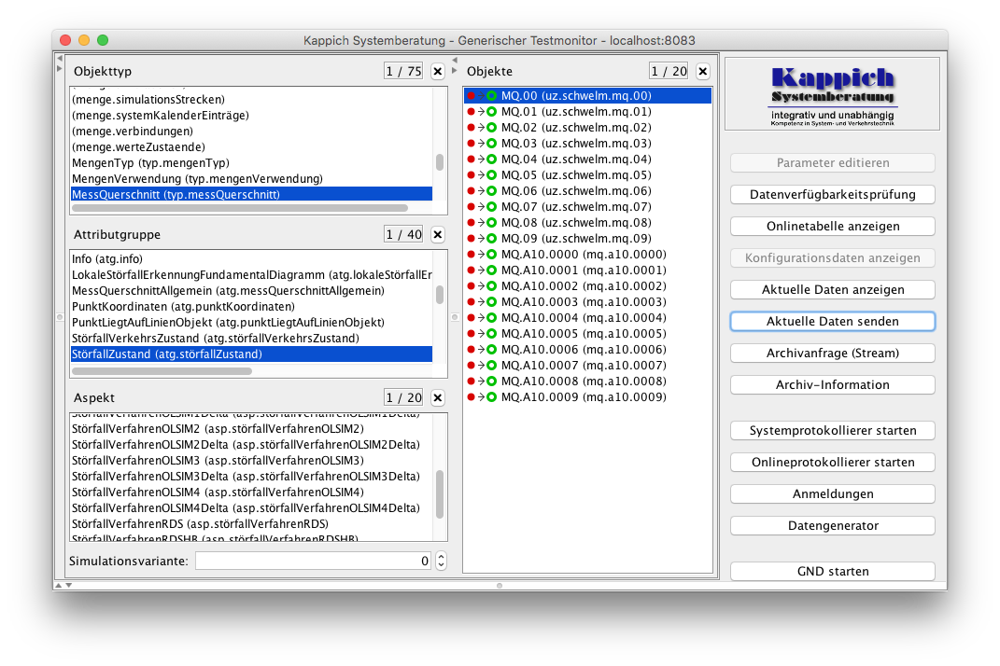 Kappich Systemberatung - Generischer Testmonitor - localhost:8083
Objekttyp
1 / 75
(menge.simulationsStrecken)
(menge.systemKalenderEinträge)
(menge.verbindungen)
(menge.werteZustaende)
MengenTyp (typ.mengenTyp)
MengenVerwendung (typ.mengenVerwendung)
MessQuerschnitt (typ.messQuerschnitt)
Attributgruppe
1 / 40
Info (atg.info)
LokaleStörfallErkennungFundamentalDiagramm (atg.lokaleStörfallEr
MessQuerschnittAllgemein (atg.messQuerschnittAllgemein)
PunktKoordinaten (atg.punktKoordinaten)
PunktLiegtAufLinienObjekt (atg.punktLiegtAufLinienObjekt)
StörfallVerkehrsZustand (atg.störfallVerkehrsZustand)
StörfallZustand (atg.störfallZustand)
Aspekt
1 / 20
StörfallVerfahrenOLSIM1Delta (asp.störfallVerfahrenOLSIM1Delta)
StörfallVerfahrenOLSIM2 (asp.störfallVerfahrenOLSIM2)
StörfallVerfahrenOLSIM2Delta (asp.störfallVerfahrenOLSIM2Delta)
StörfallVerfahrenOLSIM3 (asp.störfallVerfahrenOLSIM3)
StörfallVerfahrenOLSIM3Delta (asp.störfallVerfahrenOLSIM3Delta)
StörfallVerfahrenOLSIM4 (asp.störfallVerfahrenOLSIM4)
StörfallVerfahrenOLSIM4Delta (asp.störfallVerfahrenOLSIM4Delta)
StörfallVerfahrenRDS (asp.störfallVerfahrenRDS)
StörfallVerfahrenRDSHB (asp.störfallVerfahrenRDSHB)
Simulationsvariante:
0
Objekte
1 / 20
MQ.00 (uz.schwelm.mq.00)
MQ.01 (uz.schwelm.mq.01)
MQ.02 (uz.schwelm.mq.02)
MQ.03 (uz.schwelm.mq.03)
MQ.04 (uz.schwelm.mq.04)
MQ.05 (uz.schwelm.mq.05)
MQ.06 (uz.schwelm.mq.06)
MQ.07 (uz.schwelm.mq.07)
MQ.08 (uz.schwelm.mq.08)
MQ.09 (uz.schwelm.mq.09)
MQ.A10.0000 (mq.a10.0000)
MQ.A10.0001 (mq.a10.0001)
MQ.A10.0002 (mq.a10.0002)
MQ.A10.0003 (mq.a10.0003)
MQ.A10.0004 (mq.a10.0004)
MQ.A10.0005 (mq.a10.0005)
MQ.A10.0006 (mq.a10.0006)
MQ.A10.0007 (mq.a10.0007)
MQ.A10.0008 (mq.a10.0008)
MQ.A10.0009 (mq.a10.0009)
Kappich
Systemberatung
integrativ und unabhängig
Kompetenz in System- und Verkehrstechnik
Parameter editieren
Datenverfügbarkeitsprüfung
Onlinetabelle anzeigen
Konfigurationsdaten anzeigen
Aktuelle Daten anzeigen
Aktuelle Daten senden
Archivanfrage (Stream)
Archiv-Information
Systemprotokollierer starten
Onlineprotokollierer starten
Anmeldungen
Datengenerator
GND starten